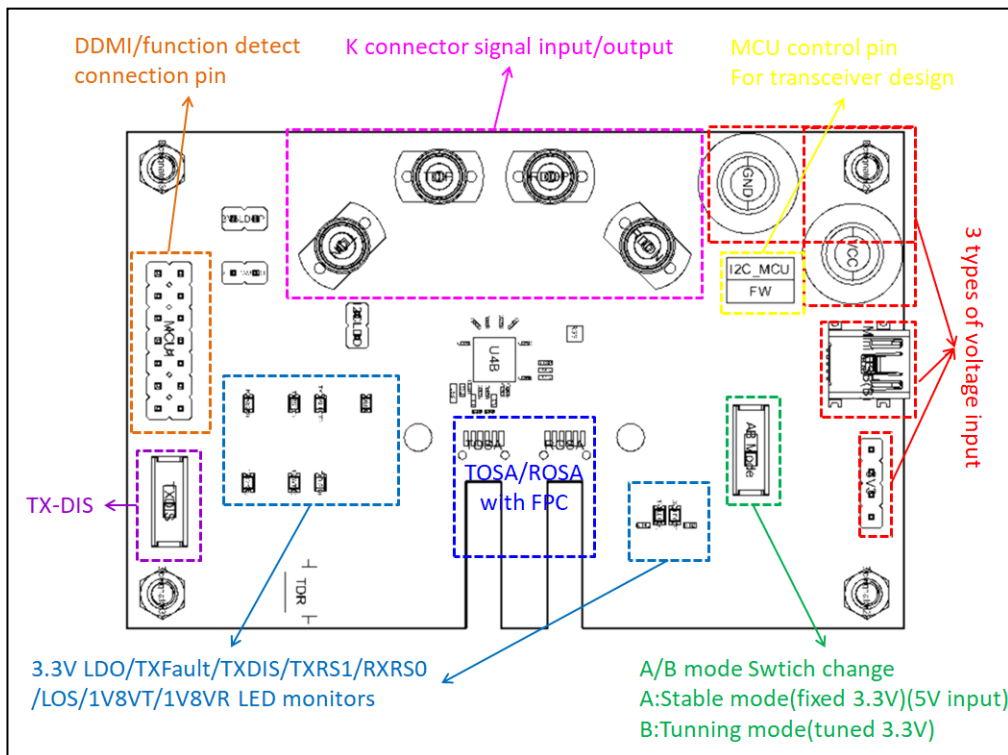 DDMI/function detect
connection pin
K connector signal input/output
MCU control pin
For transceiver design
GND
VCC
I2C_MCU
FW
3 types of voltage input
MCU
U4B
A/B Mode
TOSA/ROSA
with FPC
TX-DIS
TXDIS
TDR
3.3V LDO/TXFault/TXDIS/TXRS1/RXRS0
/LOS/1V8VT/1V8VR LED monitors
A/B mode Swtich change
A:Stable mode(fixed 3.3V)(5V input)
B:Tunning mode(tuned 3.3V)